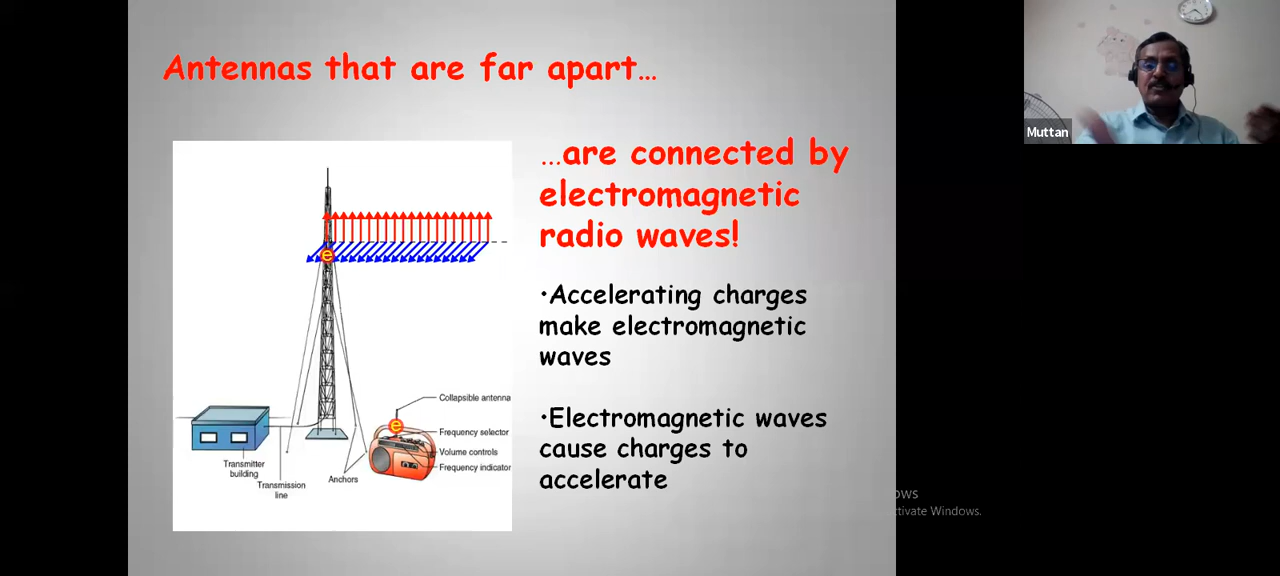 Antennas that are far apart…
…are connected by
electromagnetic
radio waves!
•Accelerating charges
make electromagnetic
waves
•Electromagnetic waves
cause charges to
accelerate
e
e
Collapsible antenna
Frequency selector
Volume controls
Frequency indicator
Transmitter
building
Transmission
line
Anchors
Muttan
ows
ctivate Windows.